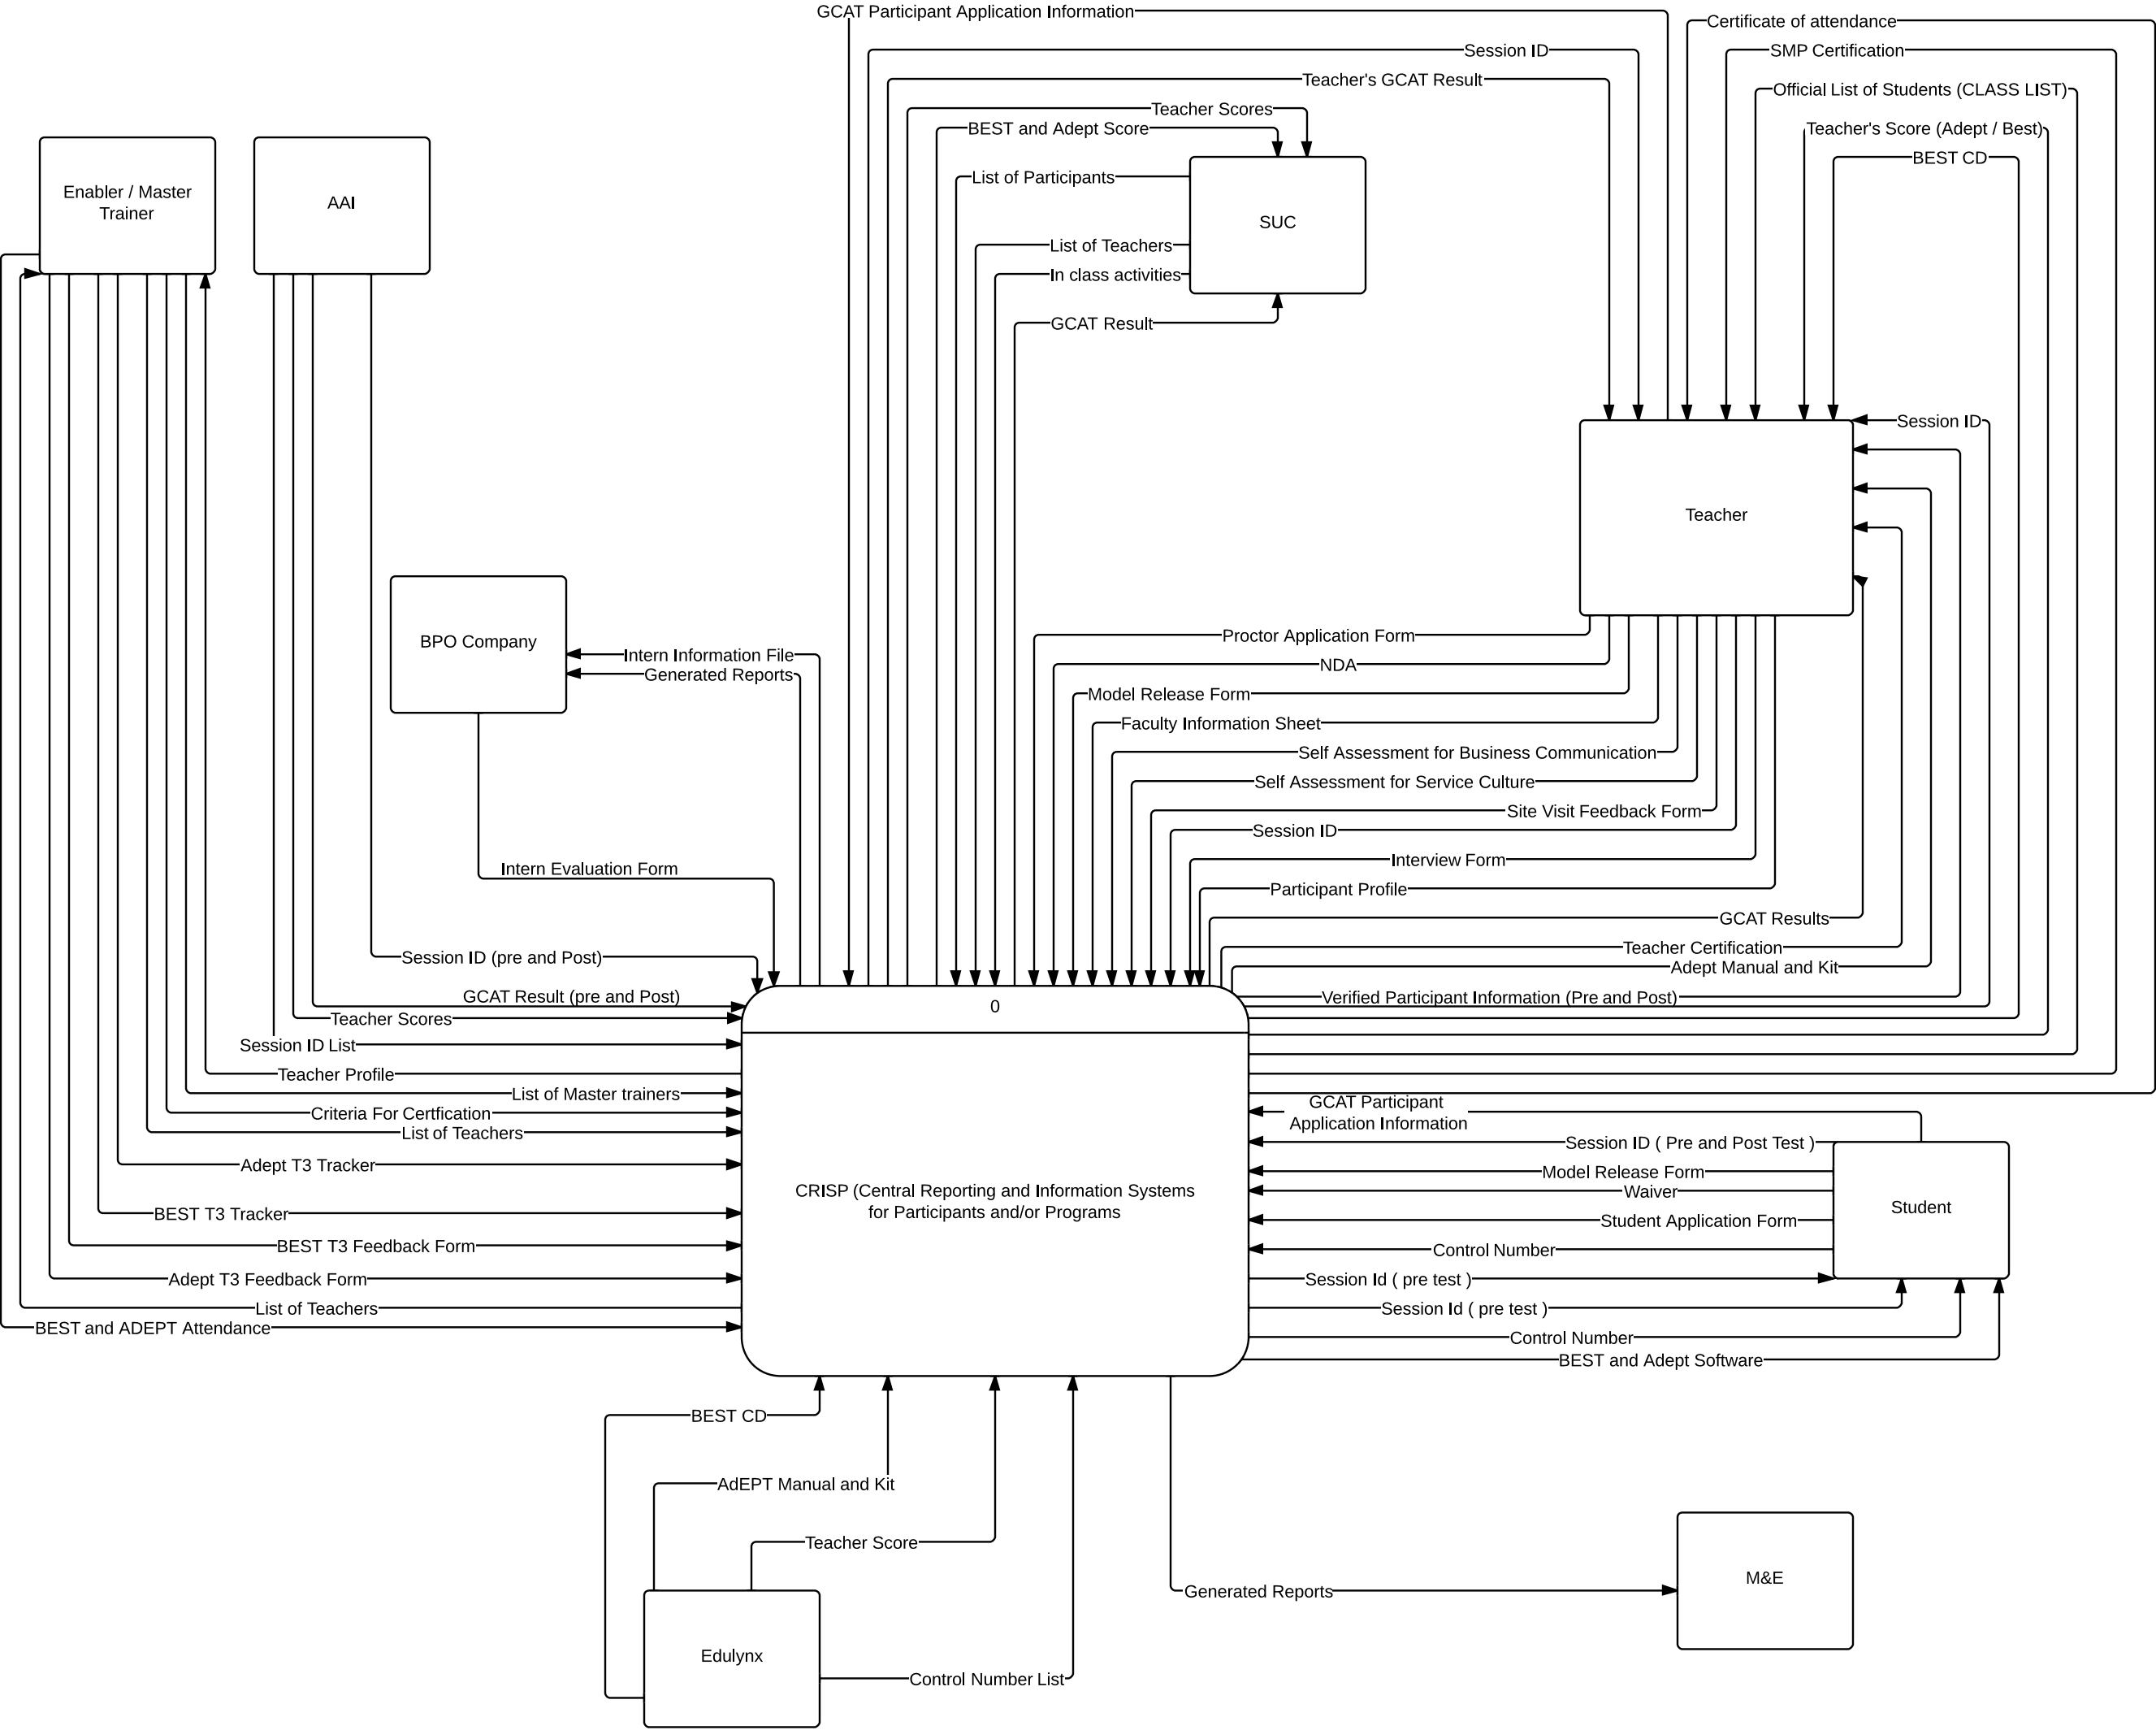 GCAT Participant Application Information
Certificate of attendance
Session ID
SMP Certification
Teacher's GCAT Result
Official List of Students (CLASS LIST)
Teacher Scores
BEST and Adept Score
Teacher's Score (Adept / Best)
BEST CD
List of Participants
Enabler / Master
Trainer
AAI
SUC
List of Teachers
In class activities
GCAT Result
Session ID
Teacher
BPO Company
Intern Information File
Generated Reports
Proctor Application Form
NDA
Model Release Form
Faculty Information Sheet
Self Assessment for Business Communication
Self Assessment for Service Culture
Site Visit Feedback Form
Session ID
Interview Form
Intern Evaluation Form
Participant Profile
GCAT Results
Teacher Certification
Session ID (pre and Post)
Adept Manual and Kit
GCAT Result (pre and Post)
Verified Participant Information (Pre and Post)
0
Teacher Scores
Session ID List
Teacher Profile
List of Master trainers
Criteria For Certfication
List of Teachers
Adept T3 Tracker
BEST T3 Tracker
BEST T3 Feedback Form
Adept T3 Feedback Form
List of Teachers
BEST and ADEPT Attendance
CRISP (Central Reporting and Information Systems
for Participants and/or Programs
GCAT Participant
Application Information
Session ID ( Pre and Post Test )
Model Release Form
Waiver
Student Application Form
Control Number
Student
Session Id ( pre test )
Session Id ( pre test )
Control Number
BEST and Adept Software
BEST CD
AdEPT Manual and Kit
Teacher Score
Generated Reports
M&E
Edulynx
Control Number List